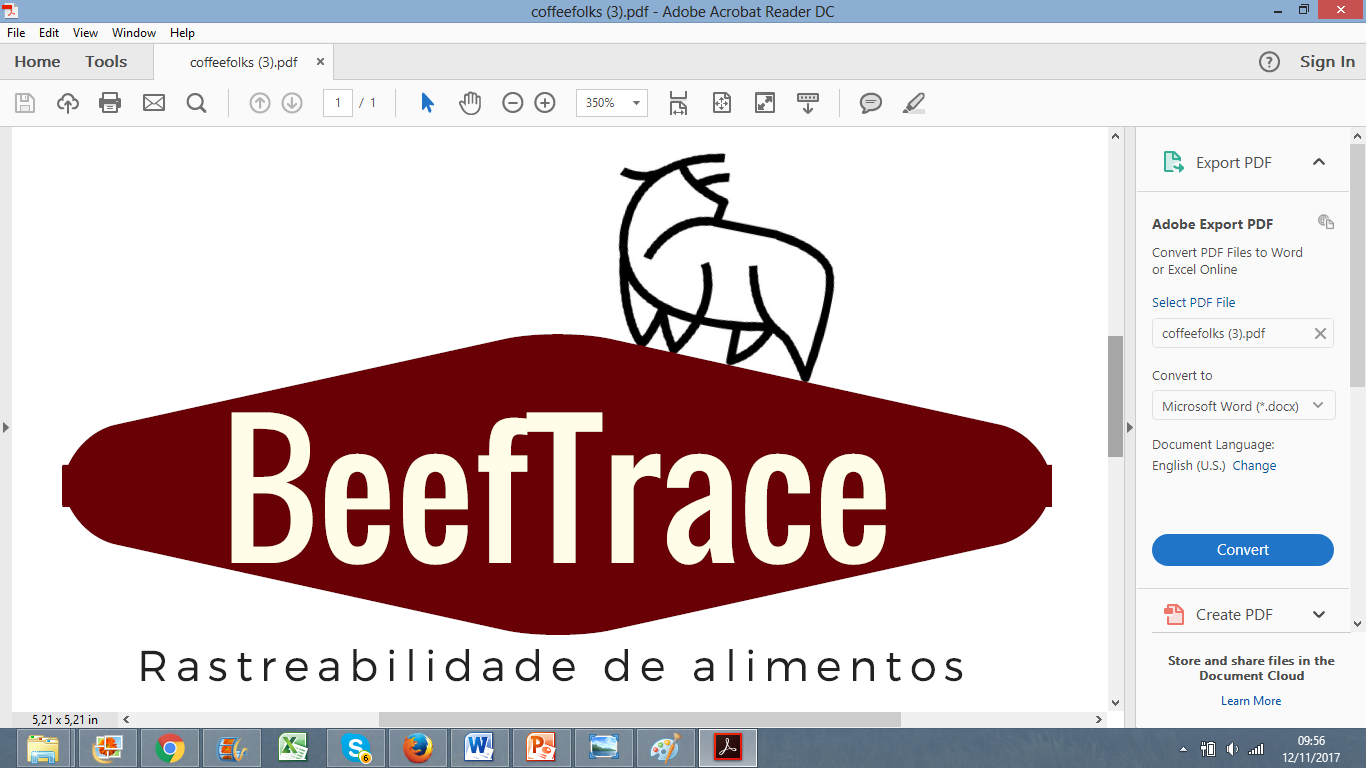 coffeefolks (3).pdf - Adobe Acrobat Reader DC
File Edit View Window Help
Home Tools coffeefolks (3).pdf × ? Sign In
1 / 1 350%
Export PDF
Adobe Export PDF
Convert PDF Files to Word
or Excel Online
Select PDF File
coffeefolks (3).pdf
Convert to
Microsoft Word (*.docx)
Document Language:
English (U.S.) Change
Convert
Create PDF
Store and share files in the
Document Cloud
Learn More
BeefTrace
Rastreabilidade de alimentos
5,21 x 5,21 in
6
09:56
12/11/2017